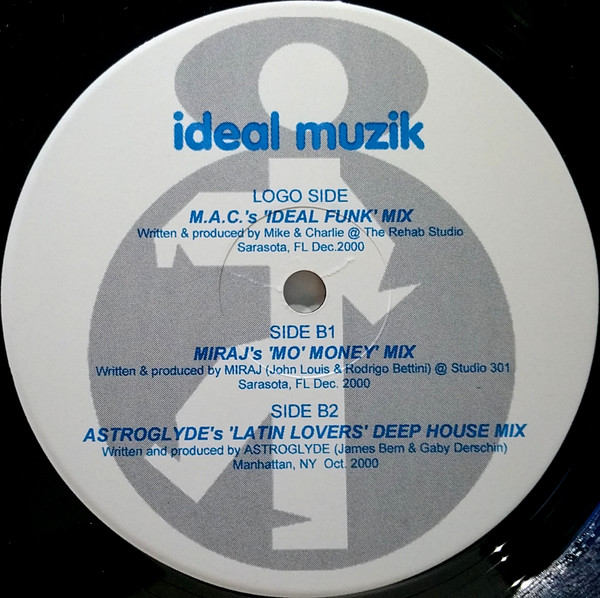 ideal muzik
LOGO SIDE
M.A.C.'s 'IDEAL FUNK' MIX
Written & produced by Mike & Charlie @ The Rehab Studio
Sarasota, FL Dec.2000
SIDE B1
MIRAJ's 'MO' MONEY' MIX
Written & produced by MIRAJ (John Louis & Rodrigo Bettini) @ Studio 301
Sarasota, FL Dec. 2000
SIDE B2
ASTROGLYDE's 'LATIN LOVERS' DEEP HOUSE MIX
Written and produced by ASTROGLYDE (James Bem & Gaby Derschin)
Manhattan, NY Oct. 2000